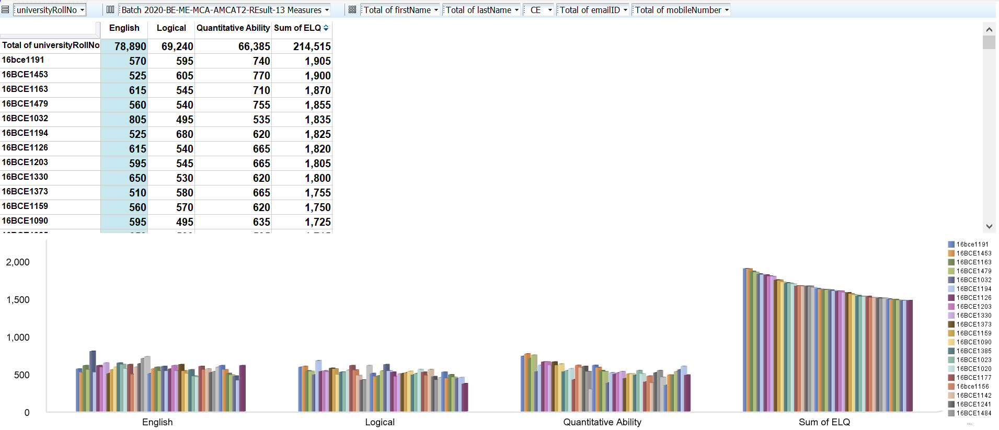 universityRollNo Batch 2020-BE-ME-MCA-AMCAT2-REsult-13 Measures Total of firstName Total of lastName CE Total of emailID Total of mobileNumber
English Logical Quantitative Ability Sum of ELQ
Total of universityRollNo 78,890 69,240 66,385 214,515
16bce1191 570 595 740 1,905
16BCE1453 525 605 770 1,900
16BCE1163 615 545 710 1,870
16BCE1479 560 540 755 1,855
16BCE1032 805 495 535 1,835
16BCE1194 525 680 620 1,825
16BCE1126 615 540 665 1,820
16BCE1203 595 545 665 1,805
16BCE1330 650 530 620 1,800
16BCE1373 510 580 665 1,755
16BCE1159 560 570 620 1,750
16BCE1090 595 495 635 1,725
2,000
1,500
1,000
500
0
English Logical Quantitative Ability Sum of ELQ
16bce1191
16BCE1453
16BCE1163
16BCE1479
16BCE1032
16BCE1194
16BCE1126
16BCE1203
16BCE1330
16BCE1373
16BCE1159
16BCE1090
16BCE1385
16BCE1023
16BCE1020
16BCE1177
16bce1156
16BCE1142
16BCE1241
16BCE1484
...